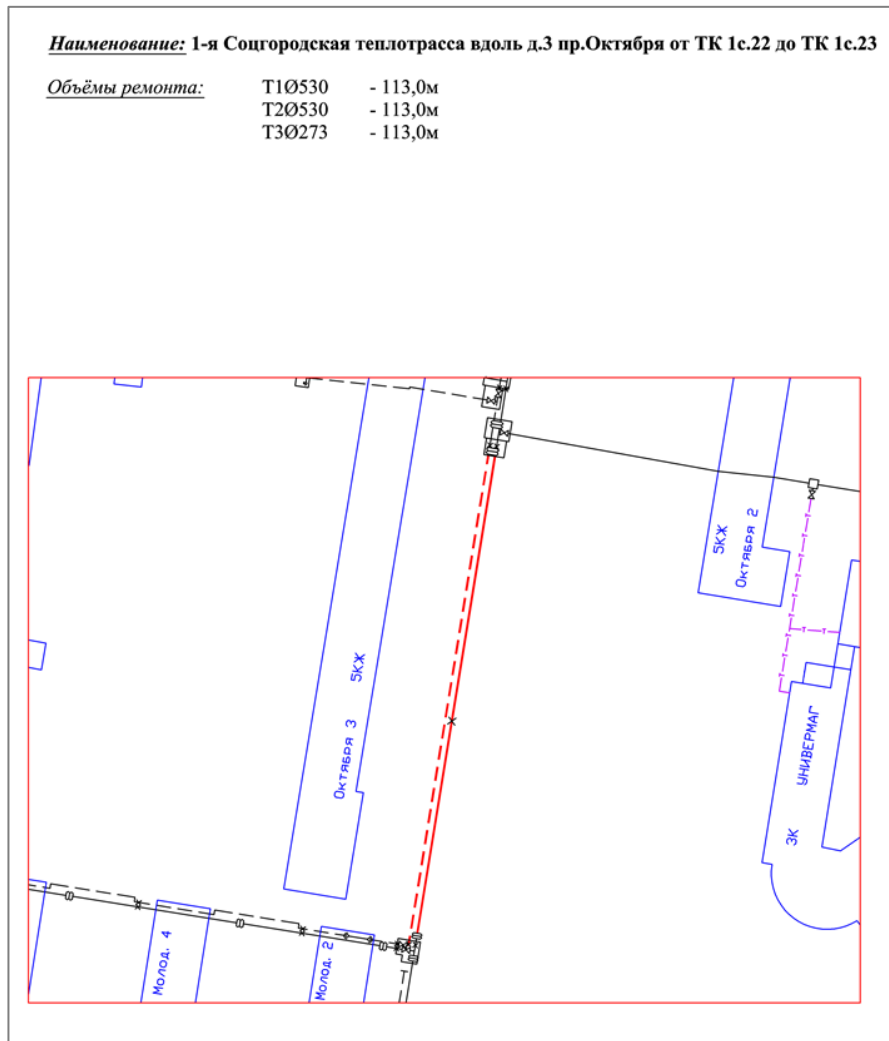 Наименование: 1-я Соцгородская теплотрасса вдоль д.3 пр.Октября от ТК 1с.22 до ТК 1с.23
Объёмы ремонта: Т1Ø530 - 113,0м
Т2Ø530 - 113,0м
Т3Ø273 - 113,0м
5КЖ
Октября 2
5КЖ
Октября 3
УНИВЕРМАГ
3К
Молод. 4
Молод. 2